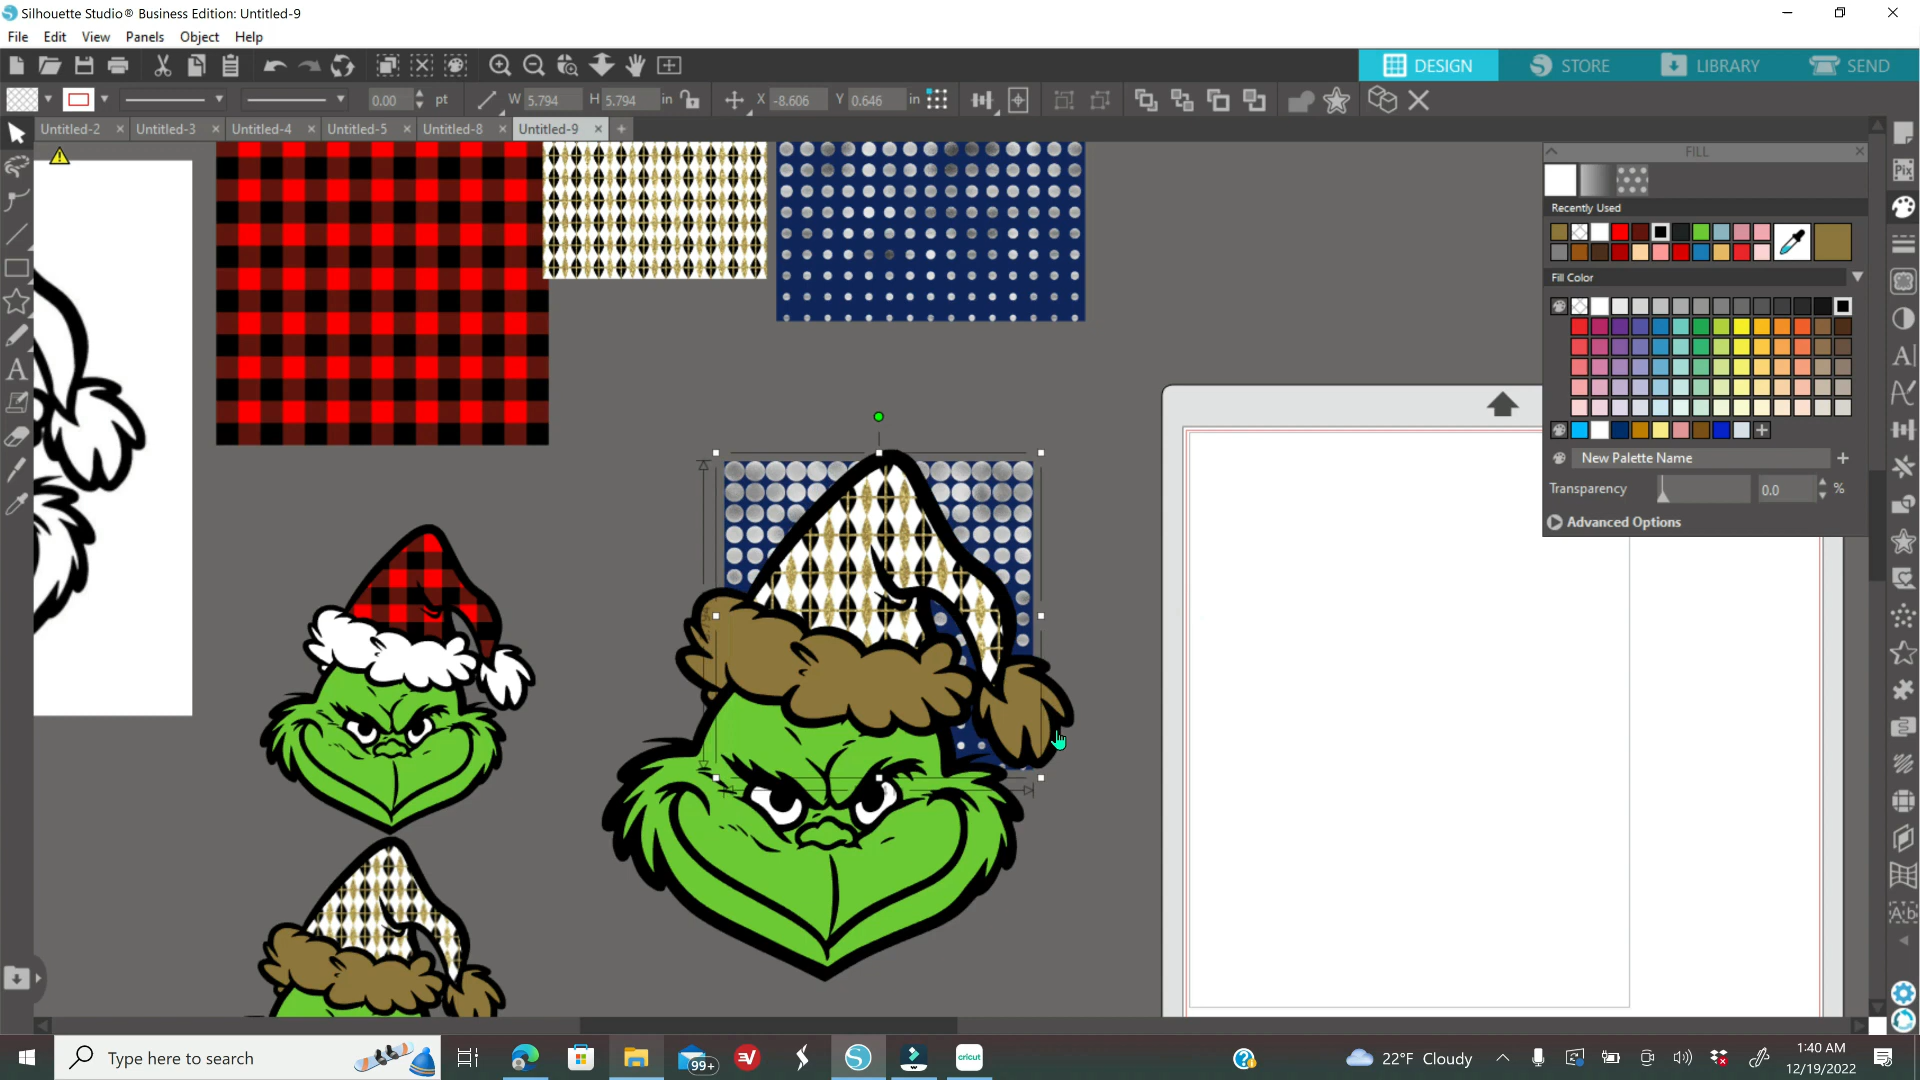 Silhouette Studio® Business Edition: Untitled-9
File Edit View Panels Object Help
DESIGN STORE LIBRARY SEND
0.00 pt W 5.794 H 5.794 in X -8.606 Y 0.646 in
Untitled-2 Untitled-3 Untitled-4 Untitled-5 Untitled-8 Untitled-9
FILL
Pix
Recently Used
Fill Color
New Palette Name
Transparency 0.0 %
Advanced Options
Type here to search
99+
cricut
22°F Cloudy
1:40 AM
12/19/2022